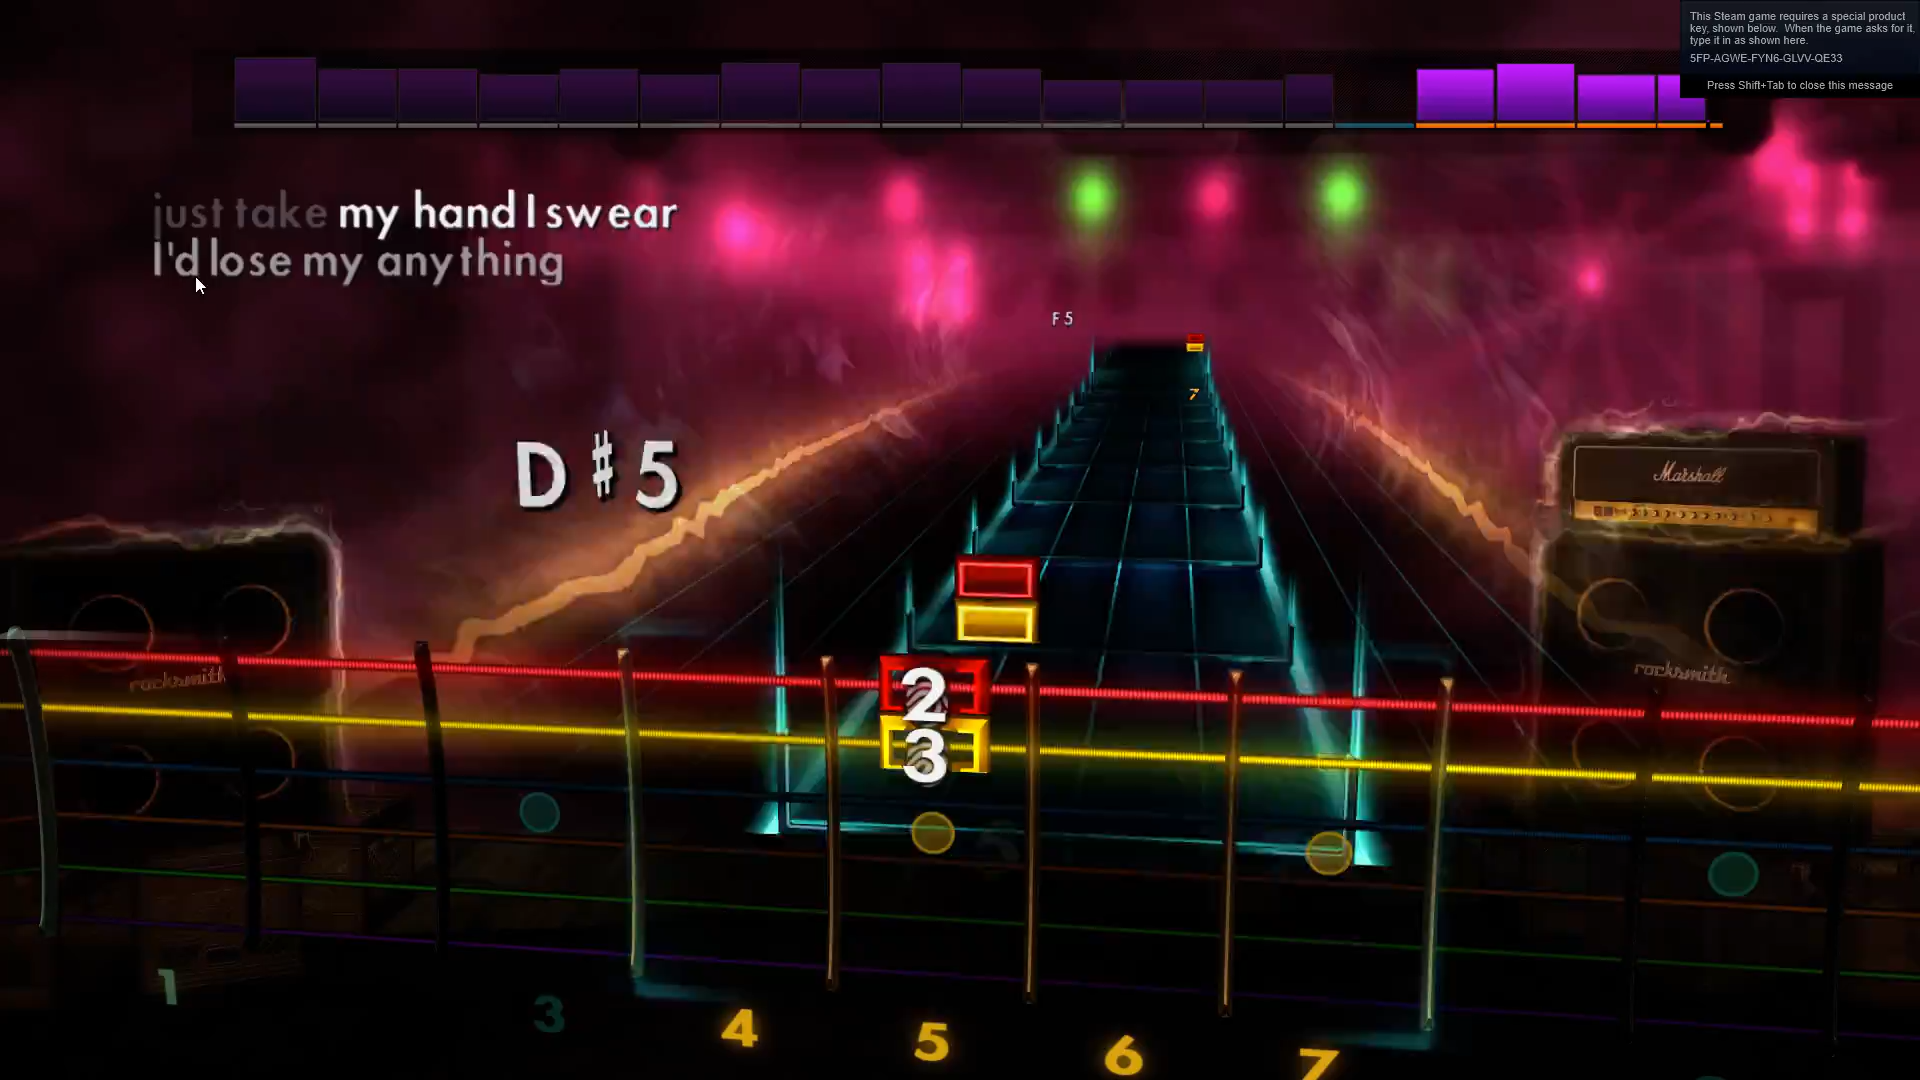 This Steam game requires a special product
key, shown below. When the game asks for it,
type it in as shown here.
5FP-AGWE-FYN6-GLVV-QE33
Press Shift+Tab to close this message
just take my hand I swear
I'd lose my anything
F5
7
D♯5
Marshall
rocksmith
rocksmith
2
3
1
3
4
5
6
7